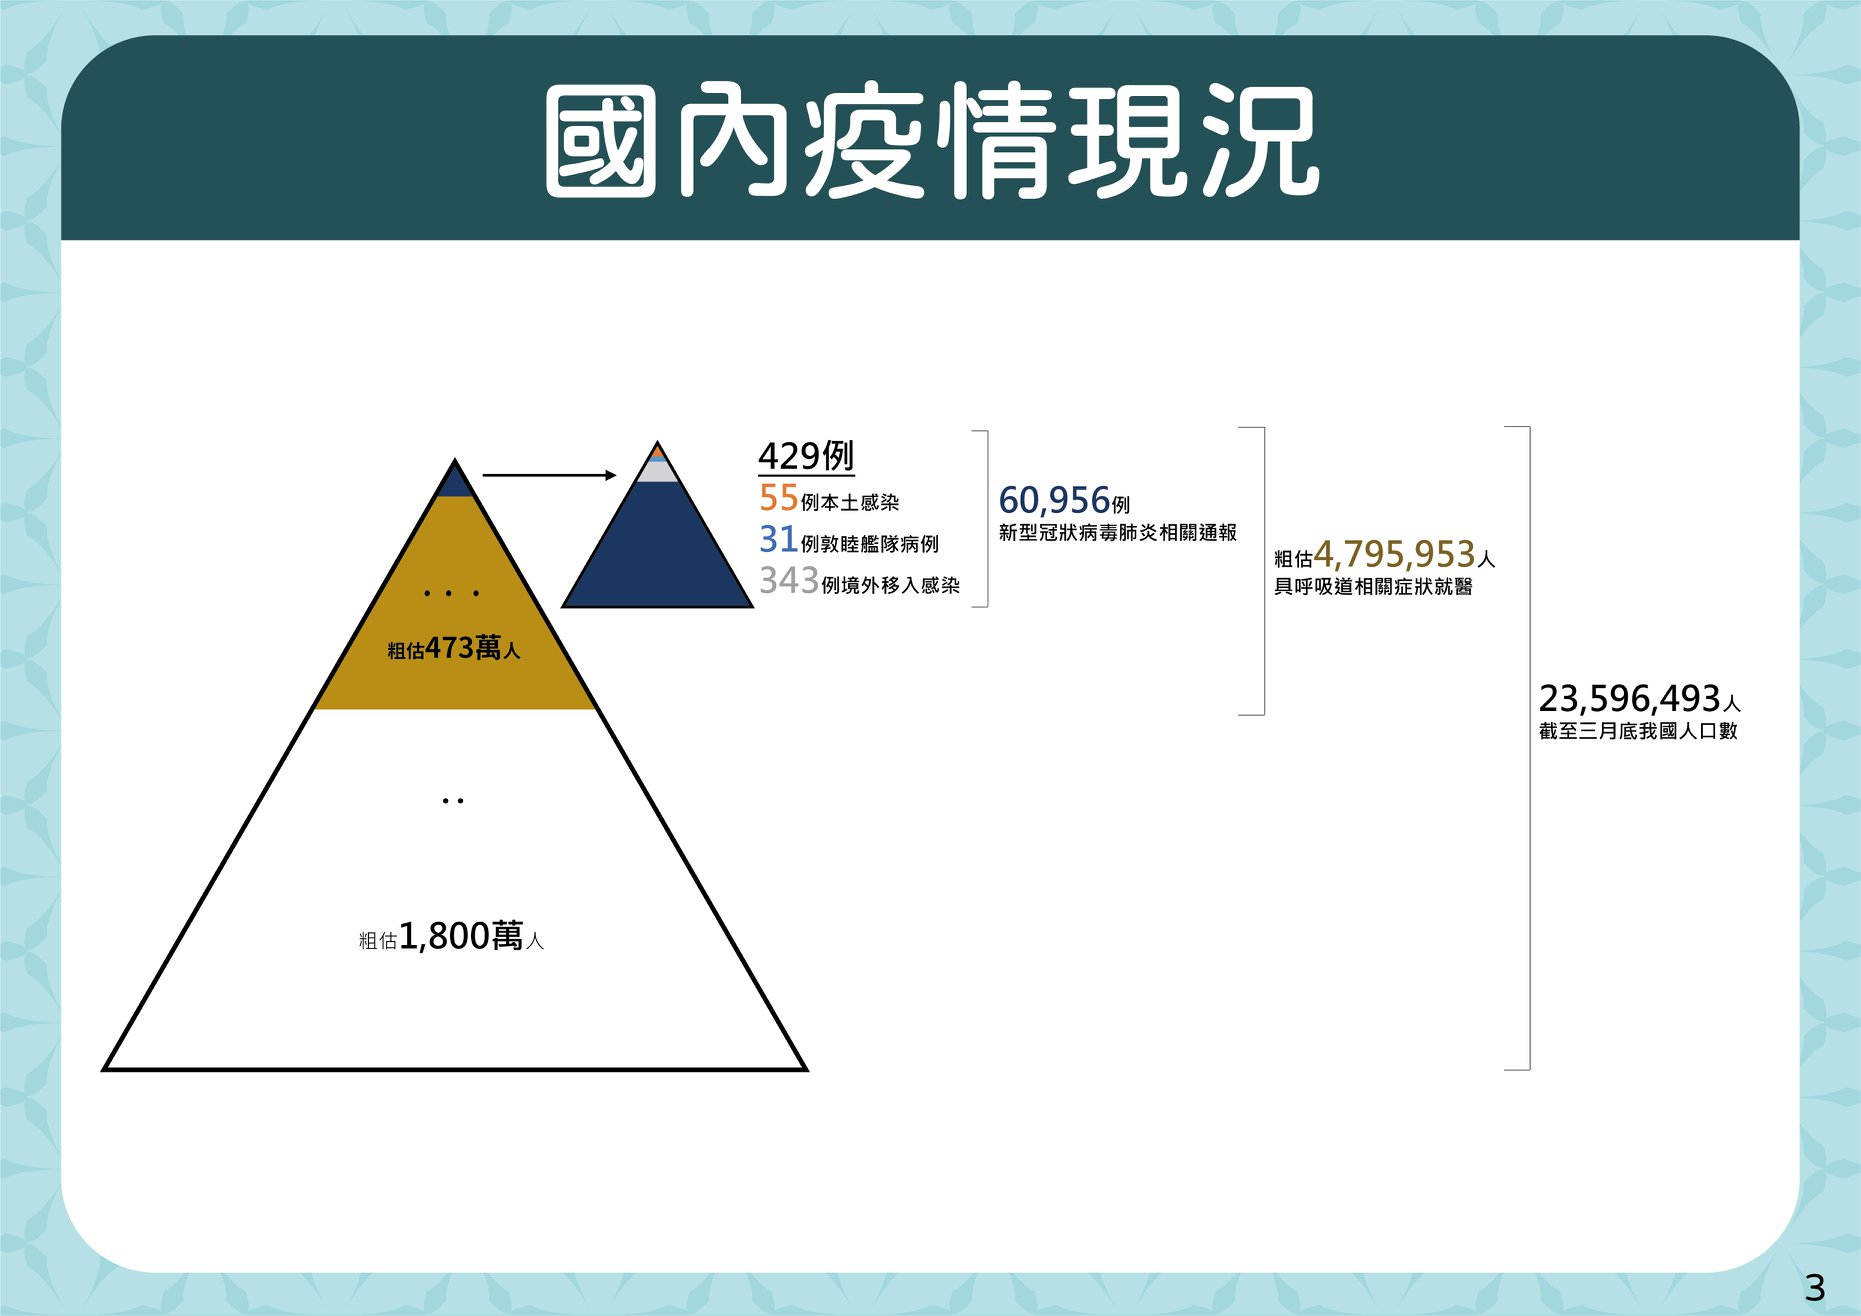 國內疫情現況
429例
55例本土感染
31例敦睦艦隊病例
343例境外移入感染
60,956例
新型冠狀病毒肺炎相關通報
粗估4,795,953人
具呼吸道相關症狀就醫
23,596,493人
截至三月底我國人口數
. . .
粗估473萬人
. .
粗估1,800萬人
3